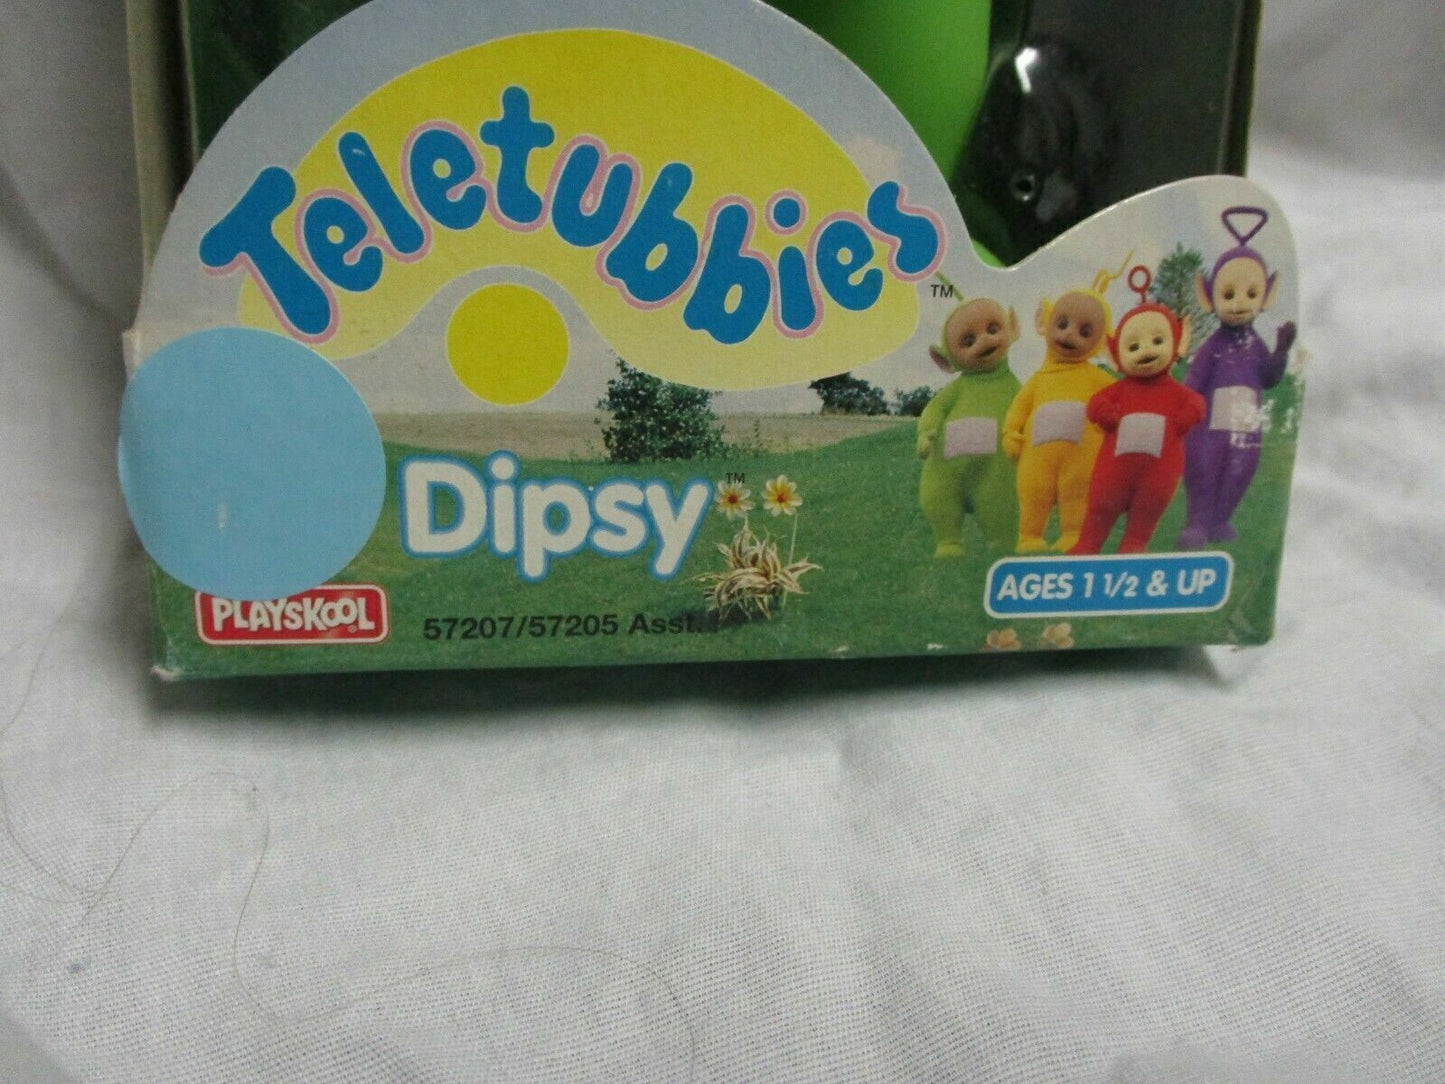 Teletubbies™
Dipsy™
PLAYSKOOL®
57207/57205 Asst.
AGES 1 1/2 & UP